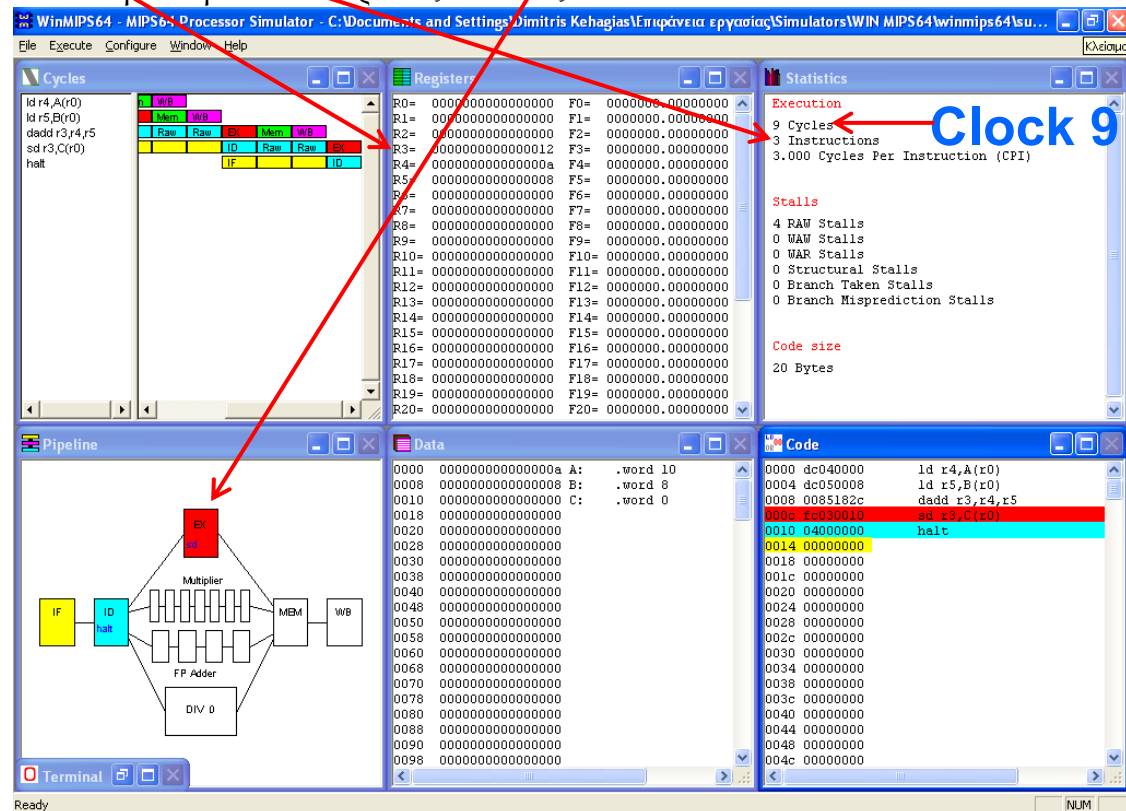 WinMIPS64 - MIPS64 Processor Simulator - C:\Documents and Settings\Dimitris Kehagias\Επιφάνεια εργασίας\Simulators\WIN MIPS64\winmips64\su...
File Execute Configure Window Help
Κλείσιμο
Cycles
ld r4,A(r0)
ld r5,B(r0)
dadd r3,r4,r5
sd r3,C(r0)
halt
WB
Mem WB
Raw Raw EX Mem WB
ID Raw Raw EX
IF ID
Registers
R0= 0000000000000000 F0= 0000000.00000000
R1= 0000000000000000 F1= 0000000.00000000
R2= 0000000000000000 F2= 0000000.00000000
R3= 0000000000000012 F3= 0000000.00000000
R4= 000000000000000a F4= 0000000.00000000
R5= 0000000000000008 F5= 0000000.00000000
R6= 0000000000000000 F6= 0000000.00000000
R7= 0000000000000000 F7= 0000000.00000000
R8= 0000000000000000 F8= 0000000.00000000
R9= 0000000000000000 F9= 0000000.00000000
R10= 0000000000000000 F10= 0000000.00000000
R11= 0000000000000000 F11= 0000000.00000000
R12= 0000000000000000 F12= 0000000.00000000
R13= 0000000000000000 F13= 0000000.00000000
R14= 0000000000000000 F14= 0000000.00000000
R15= 0000000000000000 F15= 0000000.00000000
R16= 0000000000000000 F16= 0000000.00000000
R17= 0000000000000000 F17= 0000000.00000000
R18= 0000000000000000 F18= 0000000.00000000
R19= 0000000000000000 F19= 0000000.00000000
R20= 0000000000000000 F20= 0000000.00000000
Statistics
Execution
9 Cycles
Clock 9
3 Instructions
3.000 Cycles Per Instruction (CPI)
Stalls
4 RAW Stalls
0 WAW Stalls
0 WAR Stalls
0 Structural Stalls
0 Branch Taken Stalls
0 Branch Misprediction Stalls
Code size
20 Bytes
Pipeline
EX
sd
Multiplier
IF ID MEM WB
halt
FP Adder
DIV 0
Terminal
Data
0000 000000000000000a A: .word 10
0008 0000000000000008 B: .word 8
0010 0000000000000000 C: .word 0
0018 0000000000000000
0020 0000000000000000
0028 0000000000000000
0030 0000000000000000
0038 0000000000000000
0040 0000000000000000
0048 0000000000000000
0050 0000000000000000
0058 0000000000000000
0060 0000000000000000
0068 0000000000000000
0070 0000000000000000
0078 0000000000000000
0080 0000000000000000
0088 0000000000000000
0090 0000000000000000
0098 0000000000000000
Code
0000 dc040000 ld r4,A(r0)
0004 dc050008 ld r5,B(r0)
0008 0085182c dadd r3,r4,r5
000c fc030010 sd r3,C(r0)
0010 04000000 halt
0014 00000000
0018 00000000
001c 00000000
0020 00000000
0024 00000000
0028 00000000
002c 00000000
0030 00000000
0034 00000000
0038 00000000
003c 00000000
0040 00000000
0044 00000000
0048 00000000
004c 00000000
Ready
NUM